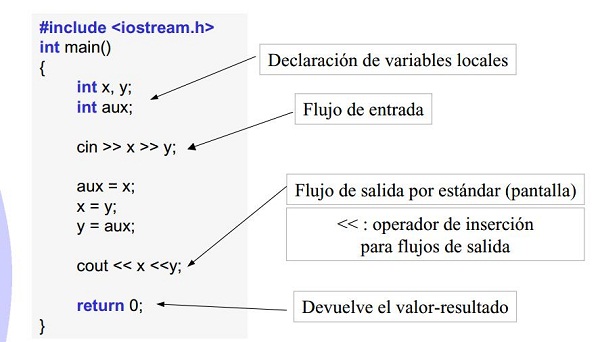 #include <iostream.h>
int main()
{
int x, y;
int aux;
cin >> x >> y;
aux = x;
x = y;
y = aux;
cout << x <<y;
return 0;
}
Declaración de variables locales
Flujo de entrada
Flujo de salida por estándar (pantalla)
<< : operador de inserción
para flujos de salida
Devuelve el valor-resultado